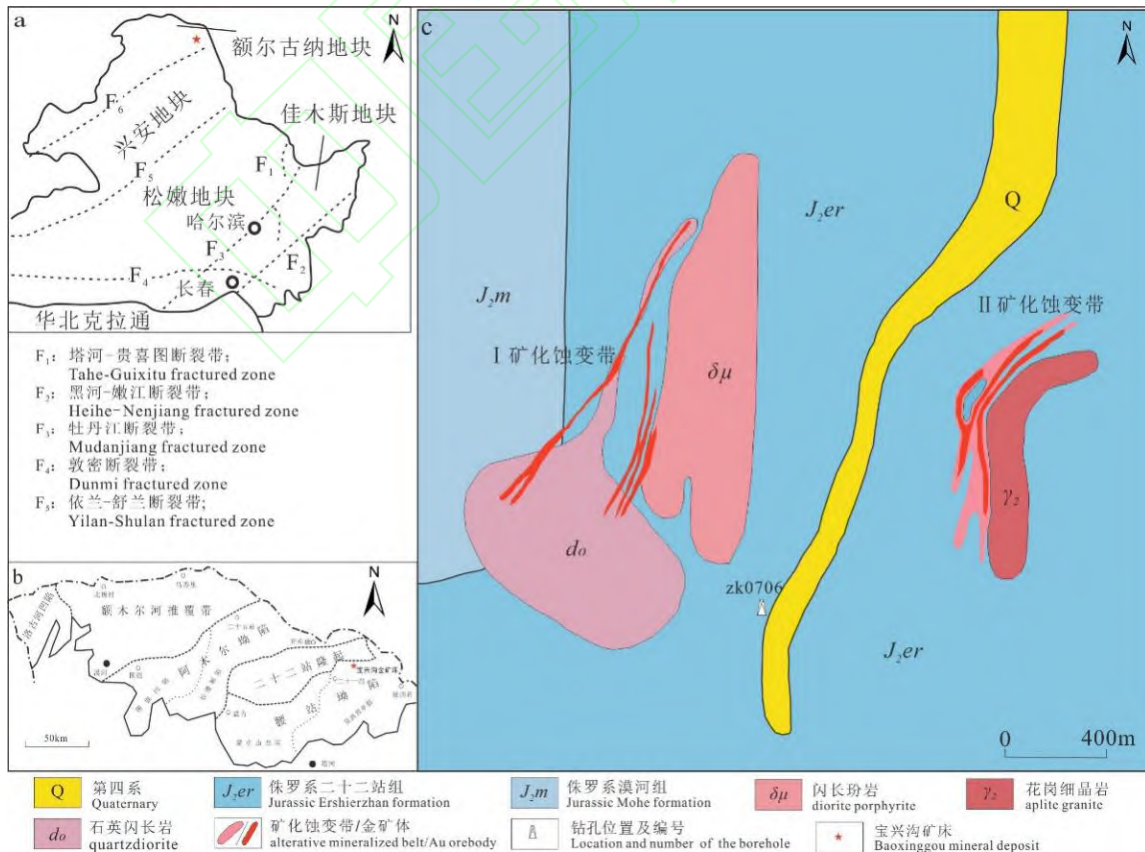 a
N
额尔古纳地块
佳木斯地块
F6
兴安地块
F5
F1
松嫩地块
哈尔滨
F3
F2
F4
长春
华北克拉通
F1: 塔河-贵喜图断裂带;
Tahe-Guixitu fractured zone
F2: 黑河-嫩江断裂带;
Heihe-Nenjiang fractured zone
F3: 牡丹江断裂带;
Mudanjiang fractured zone
F4: 敦密断裂带;
Dunmi fractured zone
F5: 依兰-舒兰断裂带;
Yilan-Shulan fractured zone
b
N
洛古河凹陷
额木尔河推覆带
阿木尔坳陷
二十二站隆起
宝兴沟金矿床
腰站坳陷
50km
c
N
J2er
Q
J2m
I 矿化蚀变带
II 矿化蚀变带
δμ
γ2
do
zk0706
J2er
0 400m
Q 第四系
Quaternary
J2er 侏罗系二十二站组
Jurassic Ershierzhan formation
J2m 侏罗系漠河组
Jurassic Mohe formation
δμ 闪长玢岩
diorite porphyrite
γ2 花岗细晶岩
aplite granite
do 石英闪长岩
quartzdiorite
矿化蚀变带/金矿体
alterative mineralized belt/Au orebody
钻孔位置及编号
Location and number of the borehole
宝兴沟矿床
Baoxinggou mineral deposit